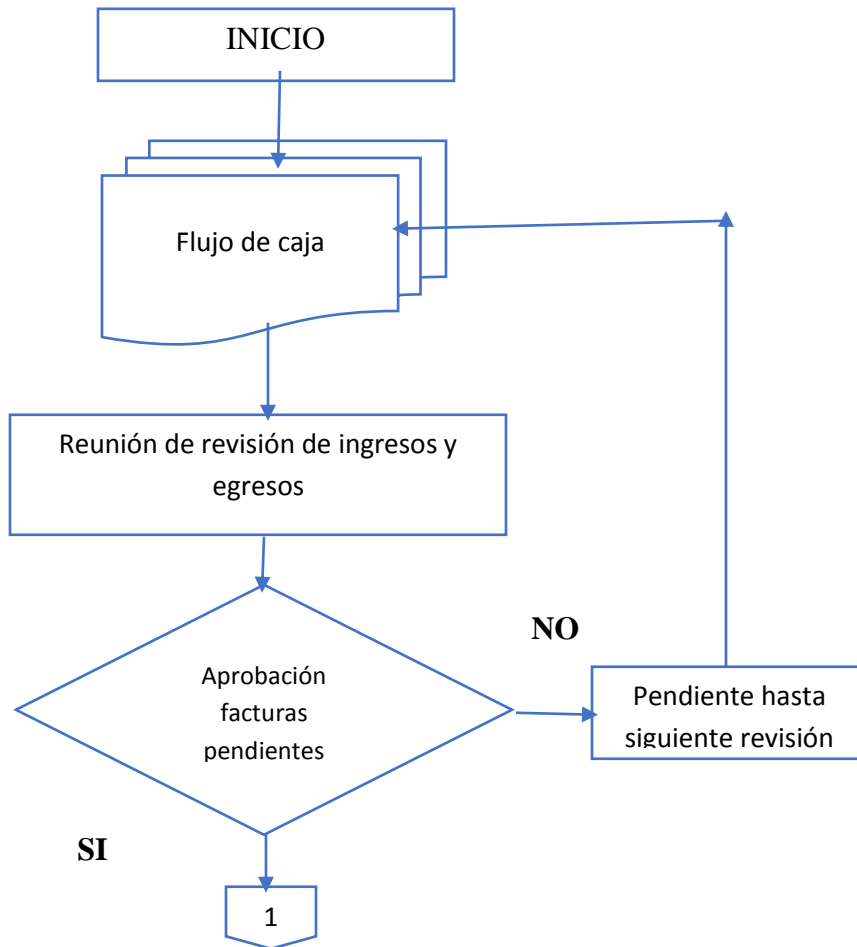 INICIO
Flujo de caja
Reunión de revisión de ingresos y
egresos
NO
Aprobación
facturas
pendientes
Pendiente hasta
siguiente revisión
SI
1